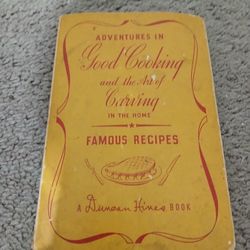 ADVENTURES IN
Good Cooking
and the Art of
Carving
IN THE HOME
FAMOUS RECIPES
A Duncan Hines BOOK